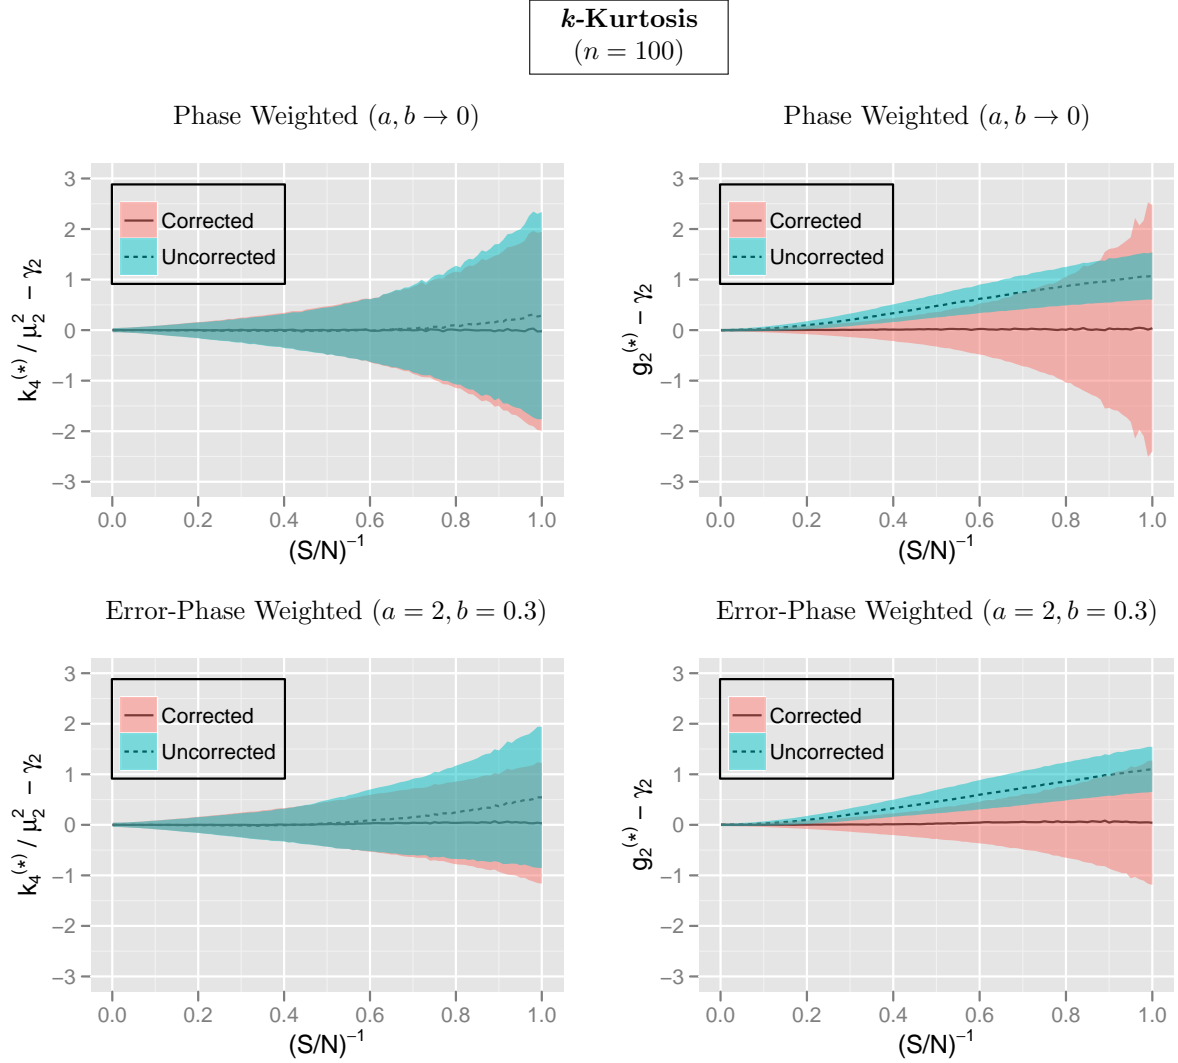 k-Kurtosis
(n = 100)
Phase Weighted (a, b → 0)
3
2
1
0
−1
−2
−3
k₄⁽*⁾ / μ₂² − γ₂
Corrected
Uncorrected
0.0 0.2 0.4 0.6 0.8 1.0
(S/N)⁻¹
Phase Weighted (a, b → 0)
3
2
1
0
−1
−2
−3
g₂⁽*⁾ − γ₂
Corrected
Uncorrected
0.0 0.2 0.4 0.6 0.8 1.0
(S/N)⁻¹
Error-Phase Weighted (a = 2, b = 0.3)
3
2
1
0
−1
−2
−3
k₄⁽*⁾ / μ₂² − γ₂
Corrected
Uncorrected
0.0 0.2 0.4 0.6 0.8 1.0
(S/N)⁻¹
Error-Phase Weighted (a = 2, b = 0.3)
3
2
1
0
−1
−2
−3
g₂⁽*⁾ − γ₂
Corrected
Uncorrected
0.0 0.2 0.4 0.6 0.8 1.0
(S/N)⁻¹